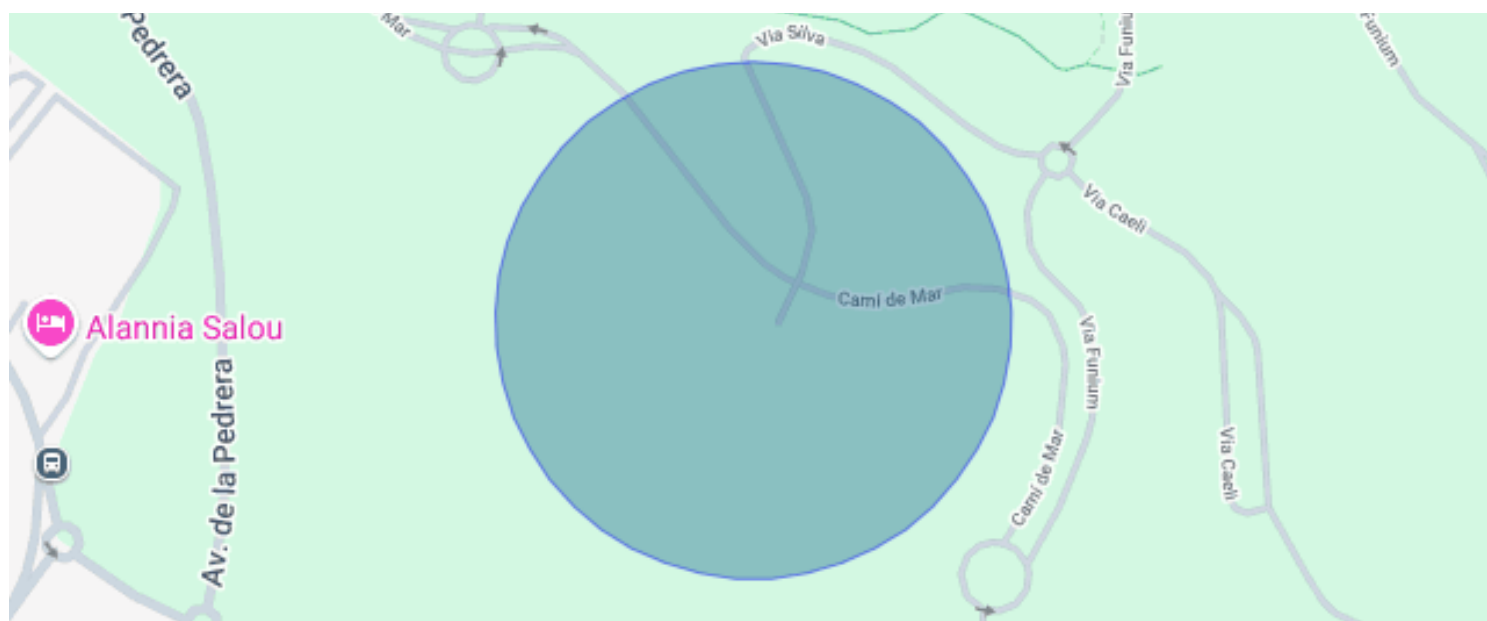 Pedrera
Mar
Via Silva
Via Funiu
Funium
Via Caeli
Camí de Mar
Alannia Salou
Via Funium
Av. de la Pedrera
Camí de Mar
Via Caeli